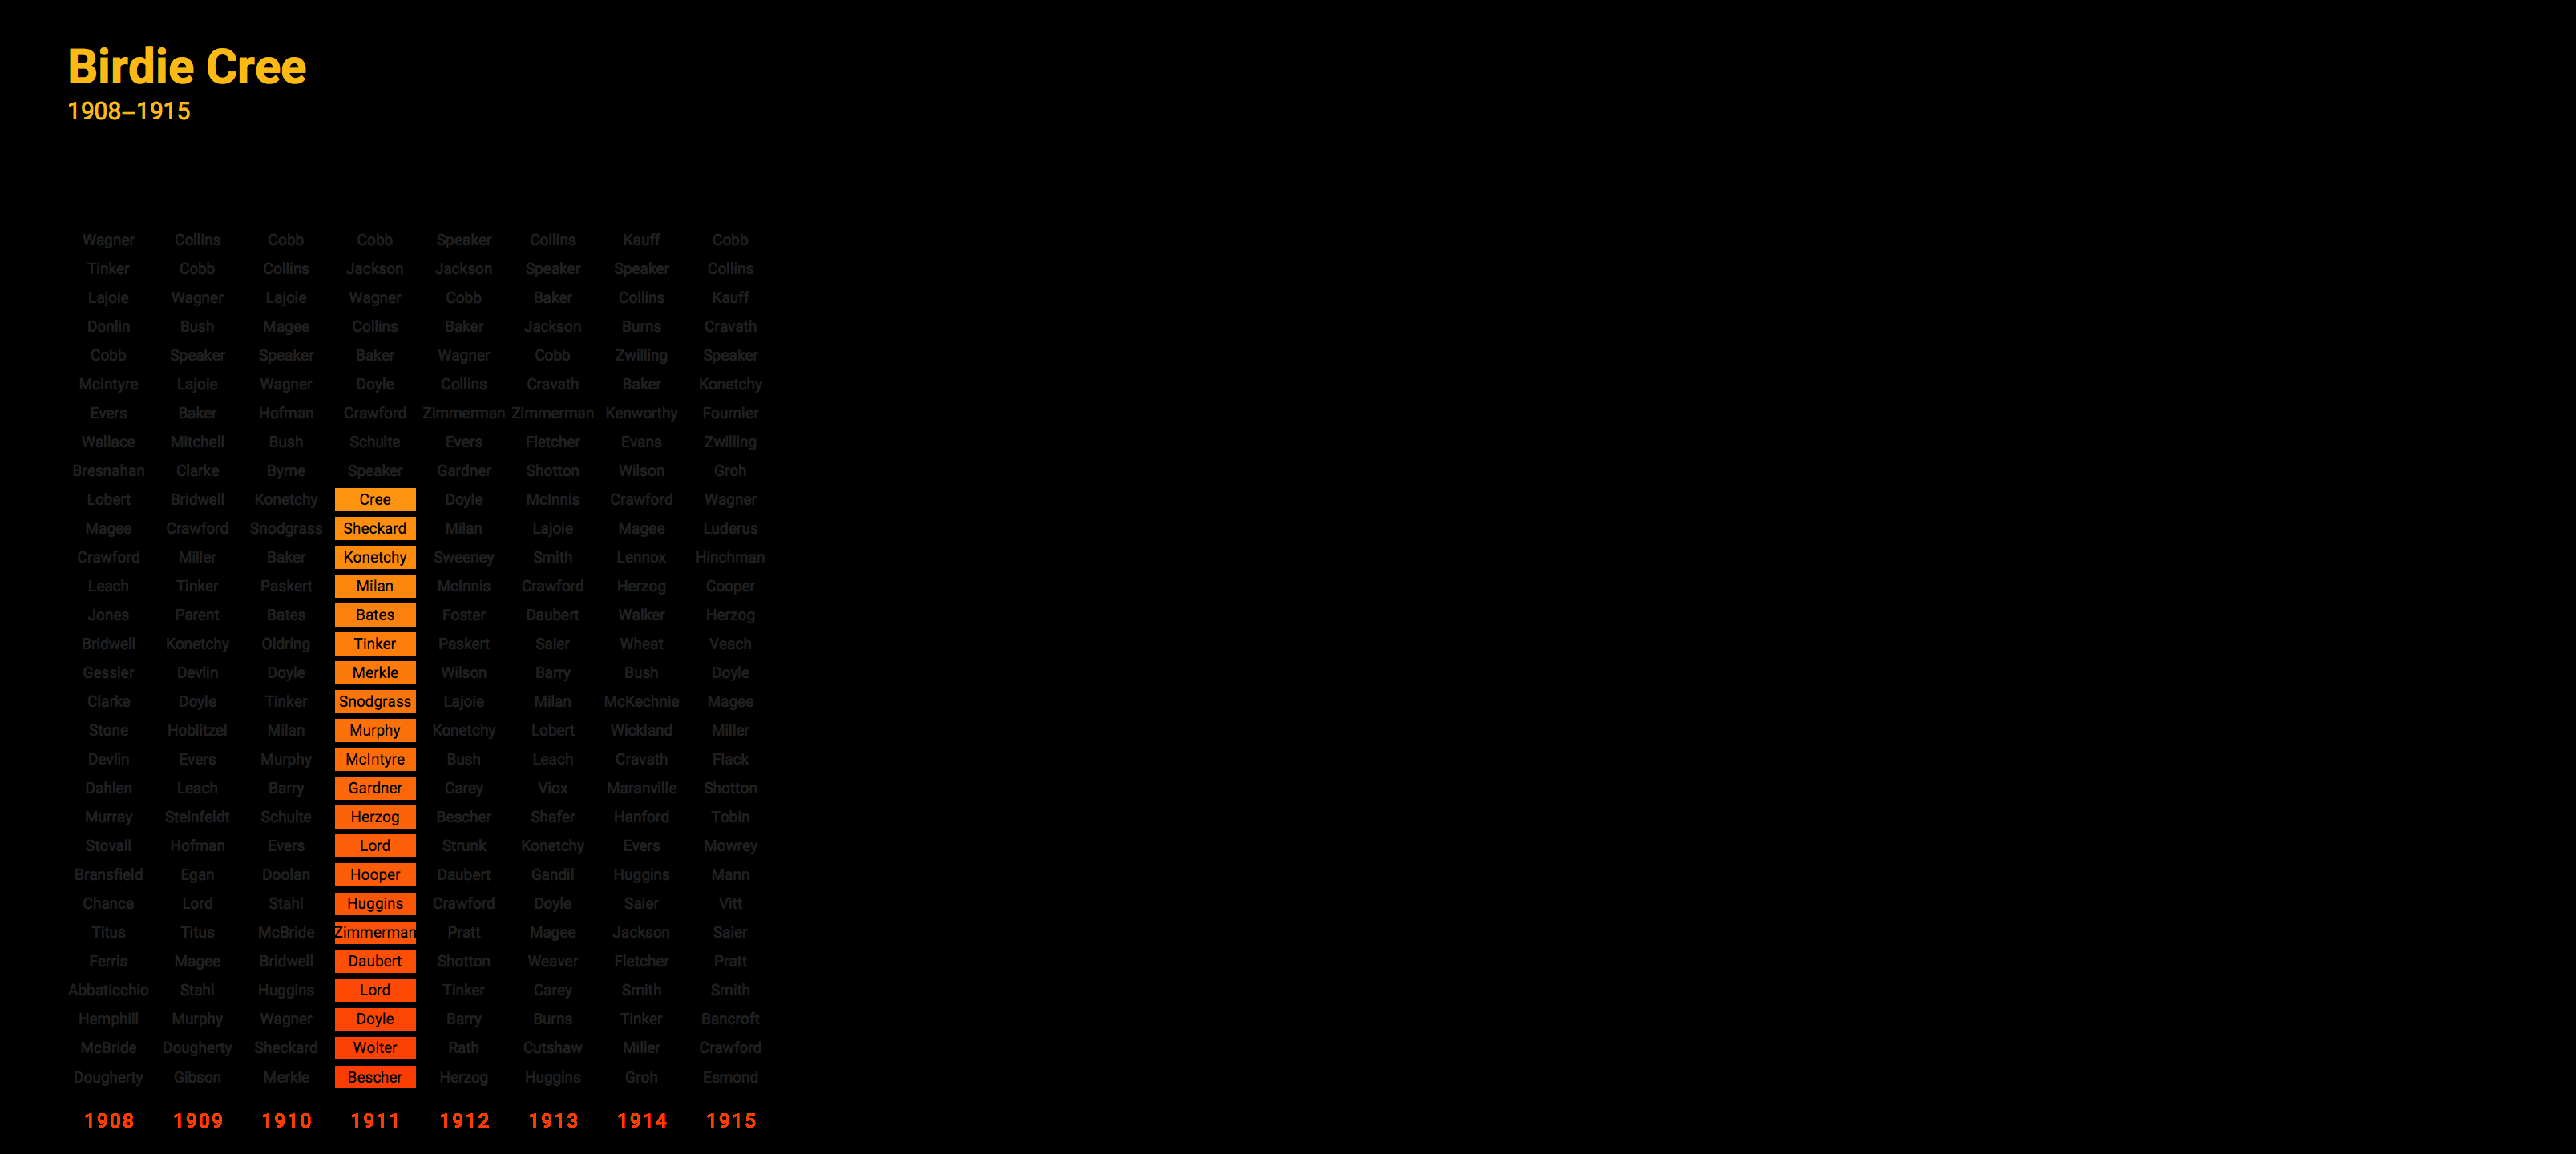 Birdie Cree
1908–1915
Wagner Collins Cobb Cobb Speaker Collins Kauff Cobb
Tinker Cobb Collins Jackson Jackson Speaker Speaker Collins
Lajoie Wagner Lajoie Wagner Cobb Baker Collins Kauff
Donlin Bush Magee Collins Baker Jackson Burns Cravath
Cobb Speaker Speaker Baker Wagner Cobb Zwilling Speaker
McIntyre Lajoie Wagner Doyle Collins Cravath Baker Konetchy
Evers Baker Hofman Crawford Zimmerman Zimmerman Kenworthy Fournier
Wallace Mitchell Bush Schulte Evers Fletcher Evans Zwilling
Bresnahan Clarke Byrne Speaker Gardner Shotton Wilson Groh
Lobert Bridwell Konetchy Cree Doyle McInnis Crawford Wagner
Magee Crawford Snodgrass Sheckard Milan Lajoie Magee Luderus
Crawford Miller Baker Konetchy Sweeney Smith Lennox Hinchman
Leach Tinker Paskert Milan McInnis Crawford Herzog Cooper
Jones Parent Bates Bates Foster Daubert Walker Herzog
Bridwell Konetchy Oldring Tinker Paskert Saier Wheat Veach
Gessler Devlin Doyle Merkle Wilson Barry Bush Doyle
Clarke Doyle Tinker Snodgrass Lajoie Milan McKechnie Magee
Stone Hoblitzel Milan Murphy Konetchy Lobert Wickland Miller
Devlin Evers Murphy McIntyre Bush Leach Cravath Flack
Dahlen Leach Barry Gardner Carey Viox Maranville Shotton
Murray Steinfeldt Schulte Herzog Bescher Shafer Hanford Tobin
Stovall Hofman Evers Lord Strunk Konetchy Evers Mowrey
Bransfield Egan Doolan Hooper Daubert Gandil Huggins Mann
Chance Lord Stahl Huggins Crawford Doyle Saier Vitt
Titus Titus McBride Zimmerman Pratt Magee Jackson Saier
Ferris Magee Bridwell Daubert Shotton Weaver Fletcher Pratt
Abbaticchio Stahl Huggins Lord Tinker Carey Smith Smith
Hemphill Murphy Wagner Doyle Barry Burns Tinker Bancroft
McBride Dougherty Sheckard Wolter Rath Cutshaw Miller Crawford
Dougherty Gibson Merkle Bescher Herzog Huggins Groh Esmond
1908 1909 1910 1911 1912 1913 1914 1915